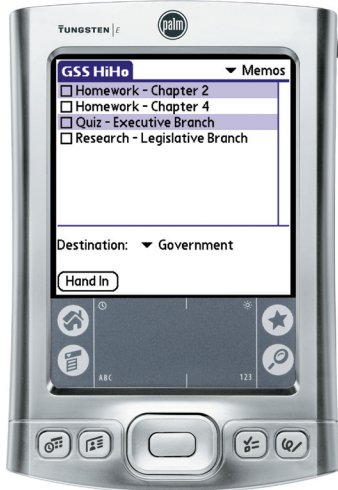 TUNGSTEN | E
palm
GSS HiHo
Memos
Homework - Chapter 2
Homework - Chapter 4
Quiz - Executive Branch
Research - Legislative Branch
Destination: Government
Hand In
ABC
123